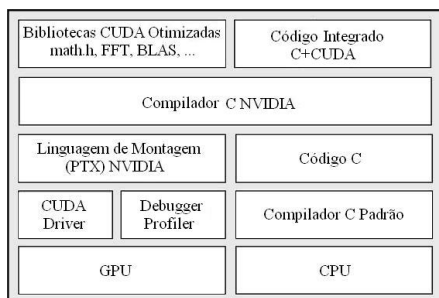 Bibliotecas CUDA Otimizadas
math.h, FFT, BLAS, ...
Código Integrado
C+CUDA
Compilador C NVIDIA
Linguagem de Montagem
(PTX) NVIDIA
Código C
CUDA
Driver
Debugger
Profiler
Compilador C Padrão
GPU
CPU